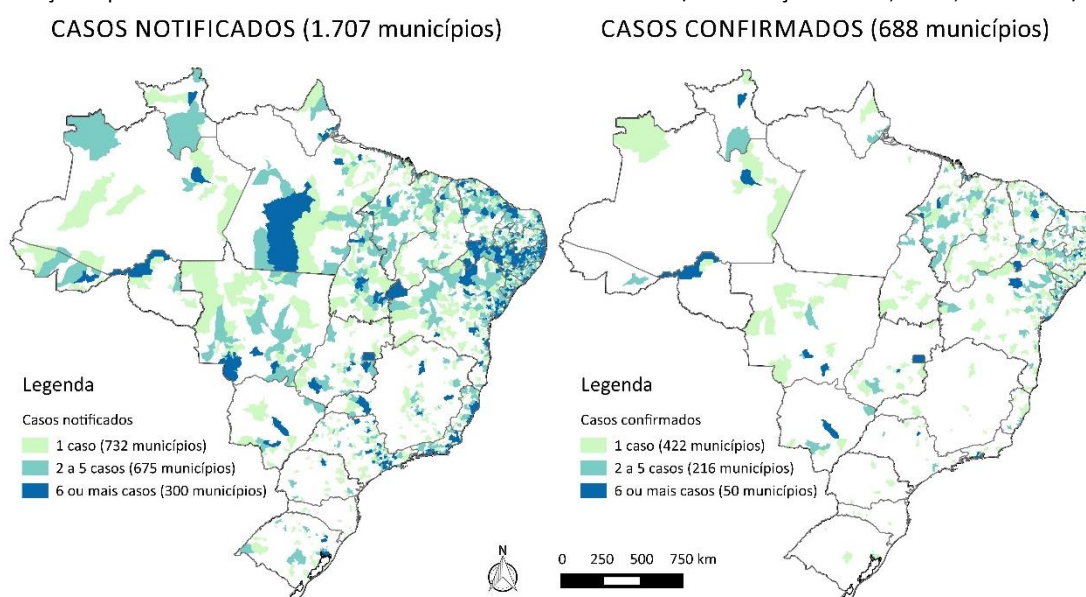 CASOS NOTIFICADOS (1.707 municípios)
CASOS CONFIRMADOS (688 municípios)
Legenda
Casos notificados
1 caso (732 municípios)
2 a 5 casos (675 municípios)
6 ou mais casos (300 municípios)
Legenda
Casos confirmados
1 caso (422 municípios)
2 a 5 casos (216 municípios)
6 ou mais casos (50 municípios)
N
0 250 500 750 km